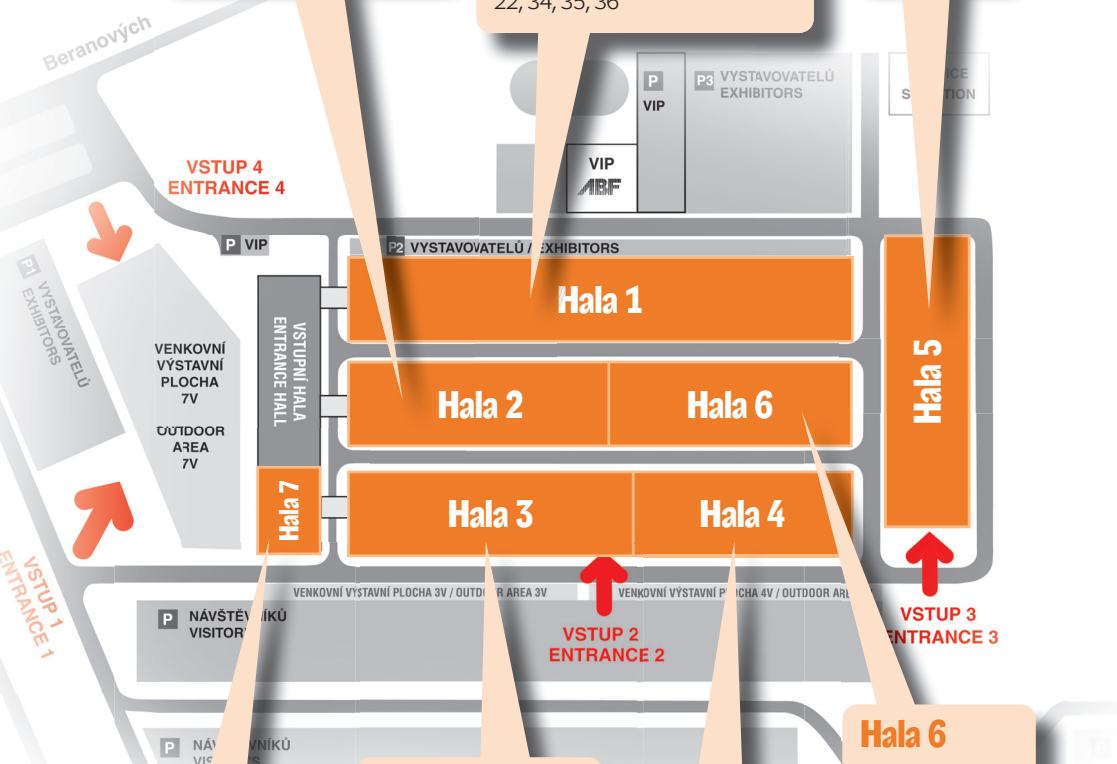 22, 34, 35, 36
Beranových
P
VIP
P3 VYSTAVOVATELŮ
EXHIBITORS
VIP
ABF
VSTUP 4
ENTRANCE 4
P VIP
P2 VYSTAVOVATELŮ / EXHIBITORS
P1 VYSTAVOVATELŮ
EXHIBITORS
VENKOVNÍ
VÝSTAVNÍ
PLOCHA
7V
OUTDOOR
AREA
7V
VSTUPNÍ HALA
ENTRANCE HALL
Hala 1
Hala 2
Hala 6
Hala 5
Hala 7
Hala 3
Hala 4
VSTUP 1
ENTRANCE 1
VENKOVNÍ VÝSTAVNÍ PLOCHA 3V / OUTDOOR AREA 3V
VENKOVNÍ VÝSTAVNÍ PLOCHA 4V / OUTDOOR
P NÁVŠTĚVNÍKŮ
VISITOR
VSTUP 2
ENTRANCE 2
VSTUP 3
ENTRANCE 3
Hala 6
P NÁVŠTĚVNÍKŮ